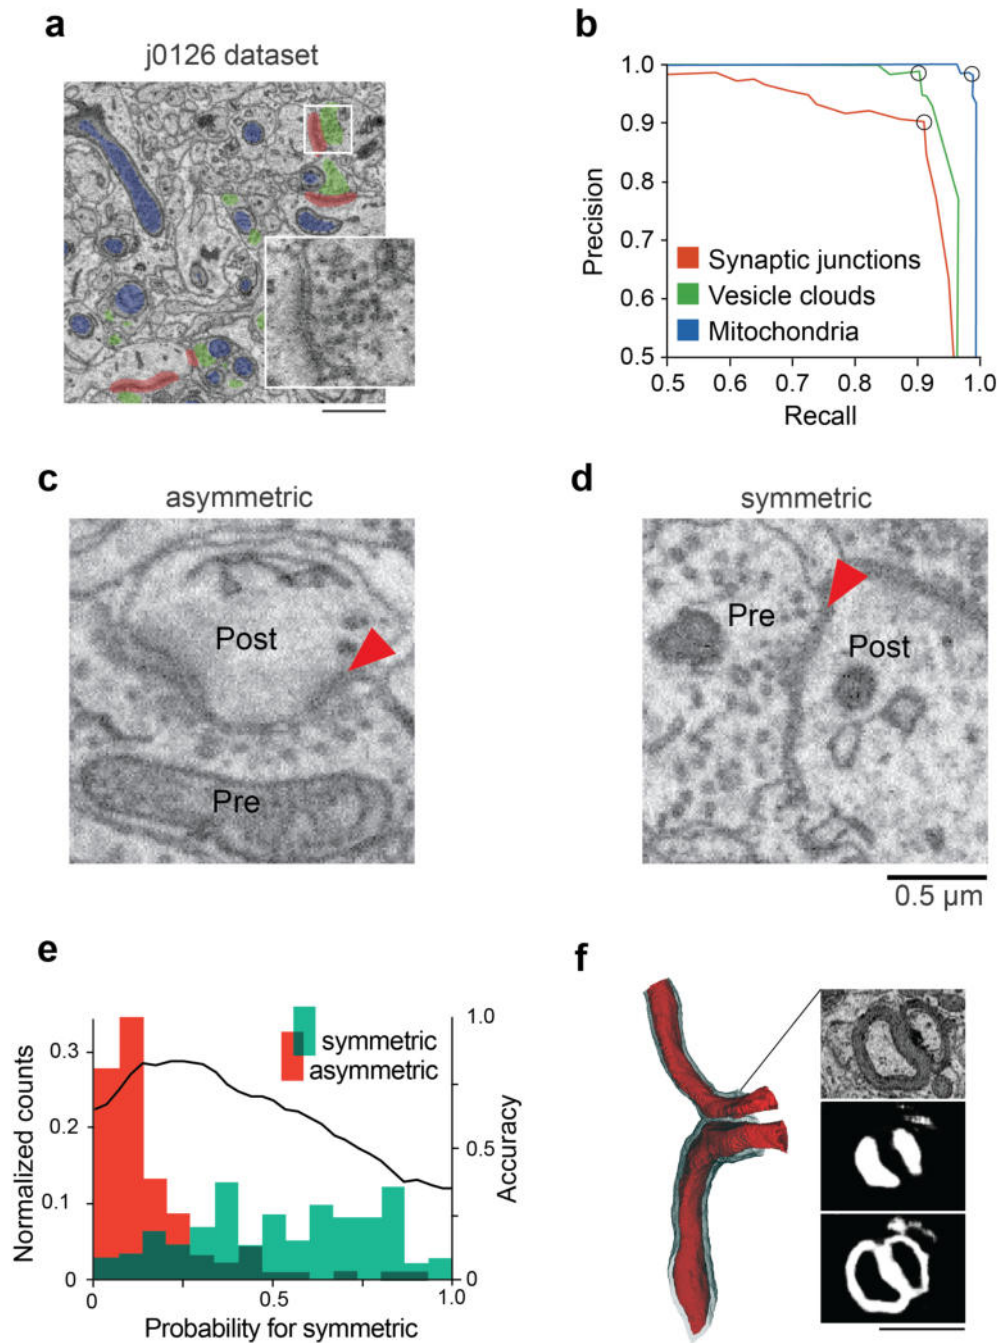 a
j0126 dataset
b
1.0
0.9
0.8
0.7
0.6
0.5
Precision
Synaptic junctions
Vesicle clouds
Mitochondria
0.5 0.6 0.7 0.8 0.9 1.0
Recall
c
asymmetric
Post
Pre
d
symmetric
Pre
Post
0.5 µm
e
Normalized counts
0.3
0.2
0.1
0
symmetric
asymmetric
1.0
0.5
0
Accuracy
0 0.5 1.0
Probability for symmetric
f